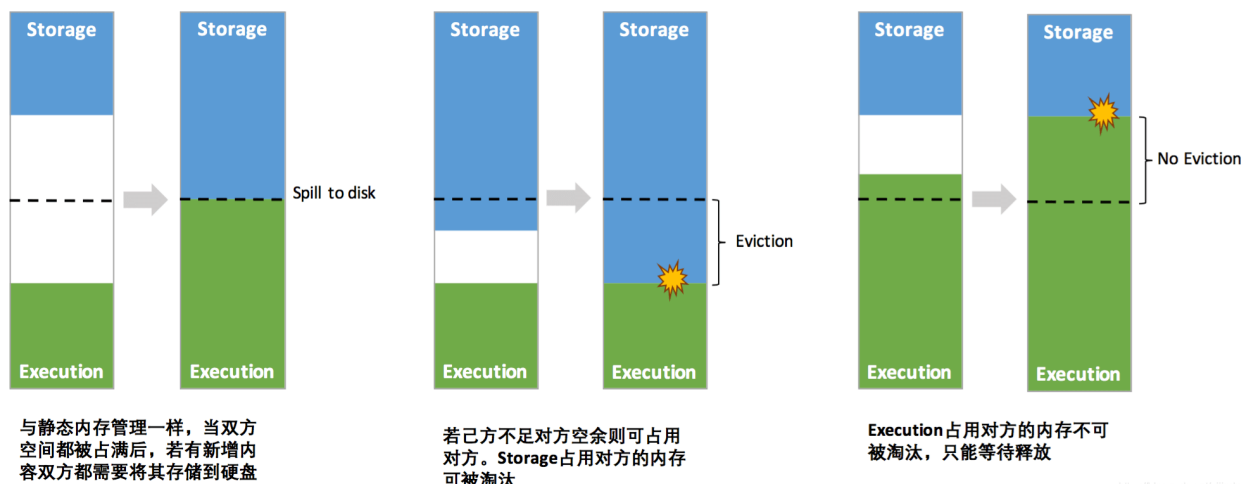 Storage
Storage
Spill to disk
Execution
Execution
与静态内存管理一样，当双方
空间都被占满后，若有新增内
容双方都需要将其存储到硬盘
Storage
Storage
Eviction
Execution
Execution
若己方不足对方空余则可占用
对方。Storage占用对方的内存
可被淘汰
Storage
Storage
No Eviction
Execution
Execution
Execution占用对方的内存不可
被淘汰，只能等待释放